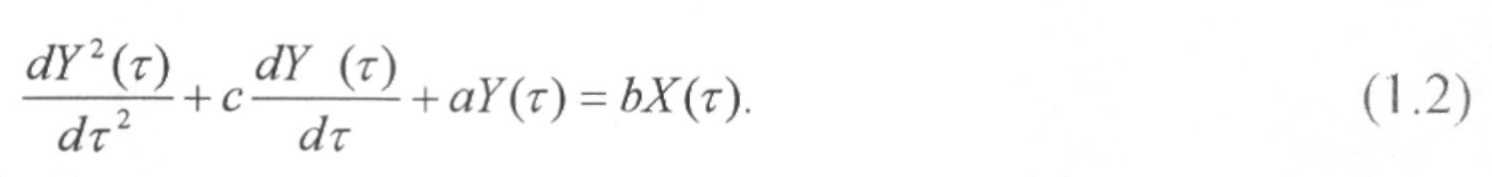 dY²(τ)/dτ² + c dY (τ)/dτ + aY(τ) = bX(τ). (1.2)